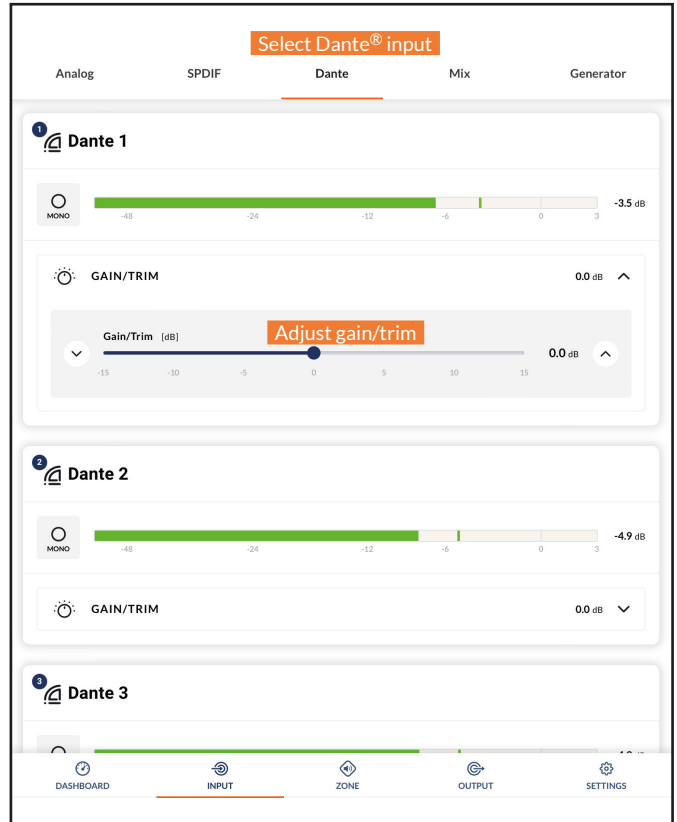 Select Dante® input
Analog SPDIF Dante Mix Generator
1 Dante 1
MONO -3.5 dB
-48 -24 -12 -6 0 3
GAIN/TRIM 0.0 dB
Gain/Trim [dB] Adjust gain/trim
0.0 dB
-15 -10 -5 0 5 10 15
2 Dante 2
MONO -4.9 dB
-48 -24 -12 -6 0 3
GAIN/TRIM 0.0 dB
3 Dante 3
DASHBOARD INPUT ZONE OUTPUT SETTINGS